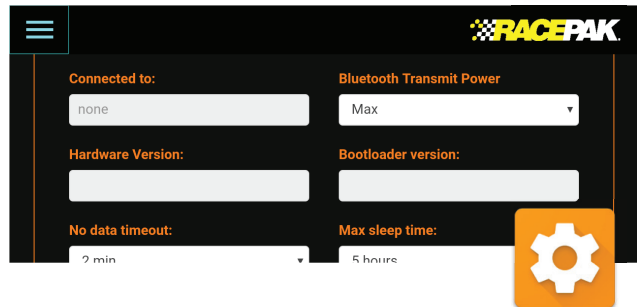 RACEPAK
Connected to:
Bluetooth Transmit Power
none
Max
Hardware Version:
Bootloader version:
No data timeout:
Max sleep time:
2 min
5 hours